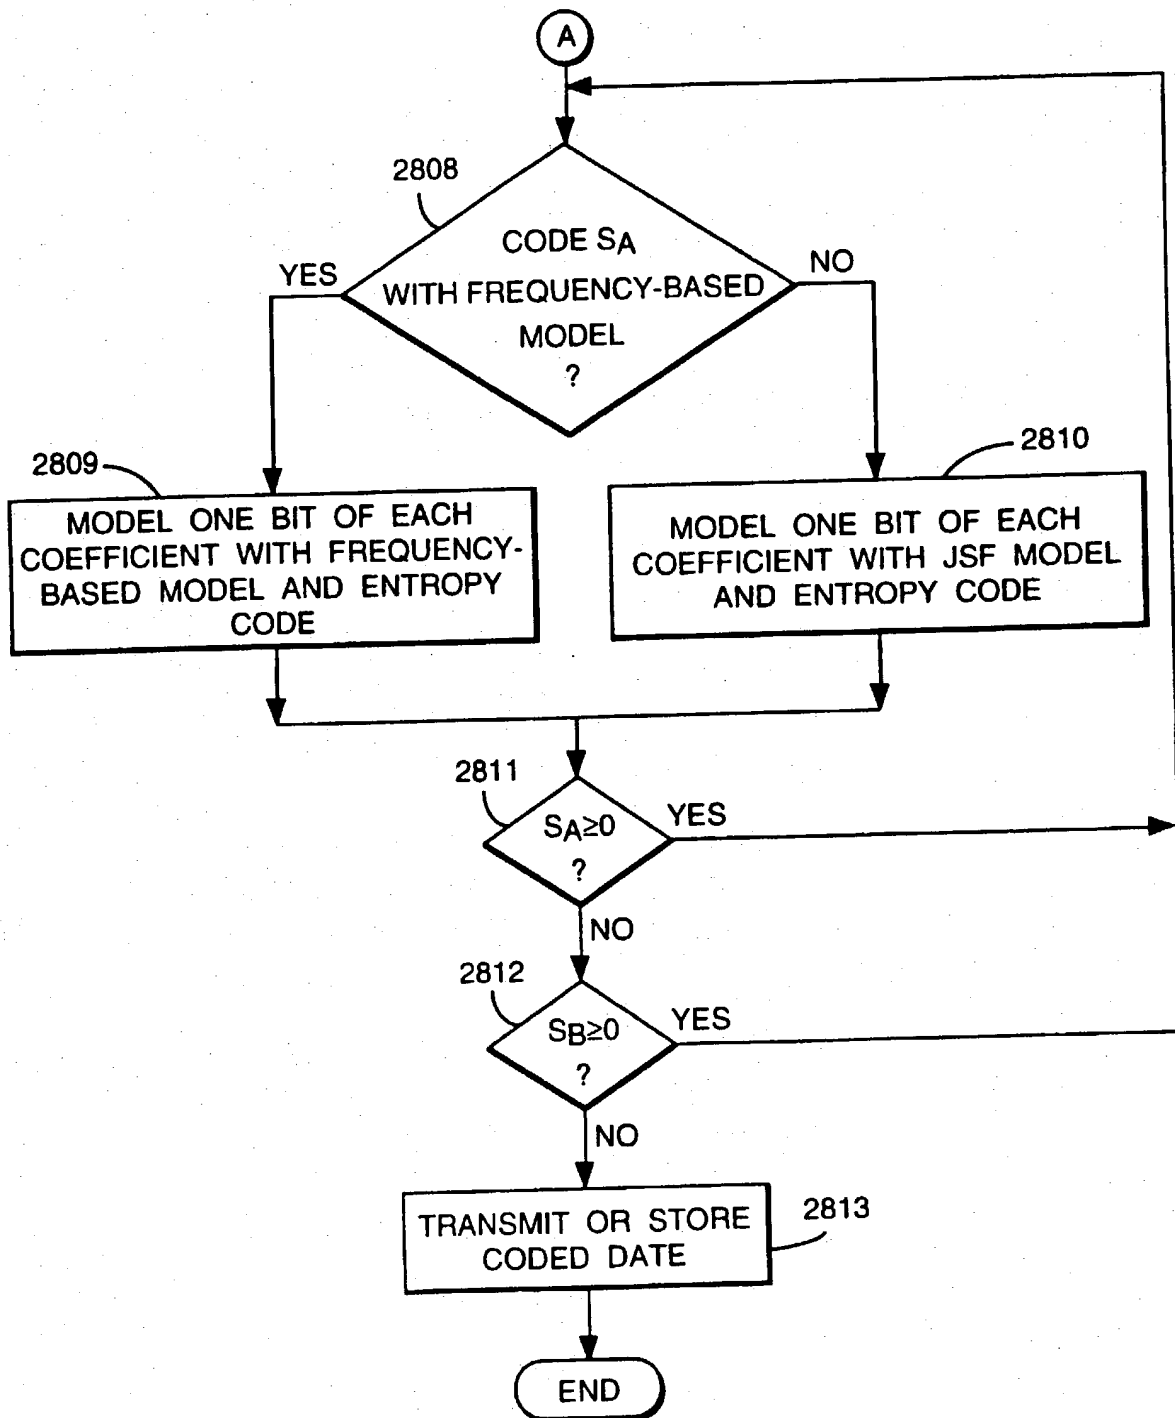 A
2808
CODE SA
WITH FREQUENCY-BASED
MODEL
?
YES
NO
2809
MODEL ONE BIT OF EACH
COEFFICIENT WITH FREQUENCY-
BASED MODEL AND ENTROPY
CODE
2810
MODEL ONE BIT OF EACH
COEFFICIENT WITH JSF MODEL
AND ENTROPY CODE
2811
SA≥0
?
YES
NO
2812
SB≥0
?
YES
NO
TRANSMIT OR STORE
CODED DATE
2813
END